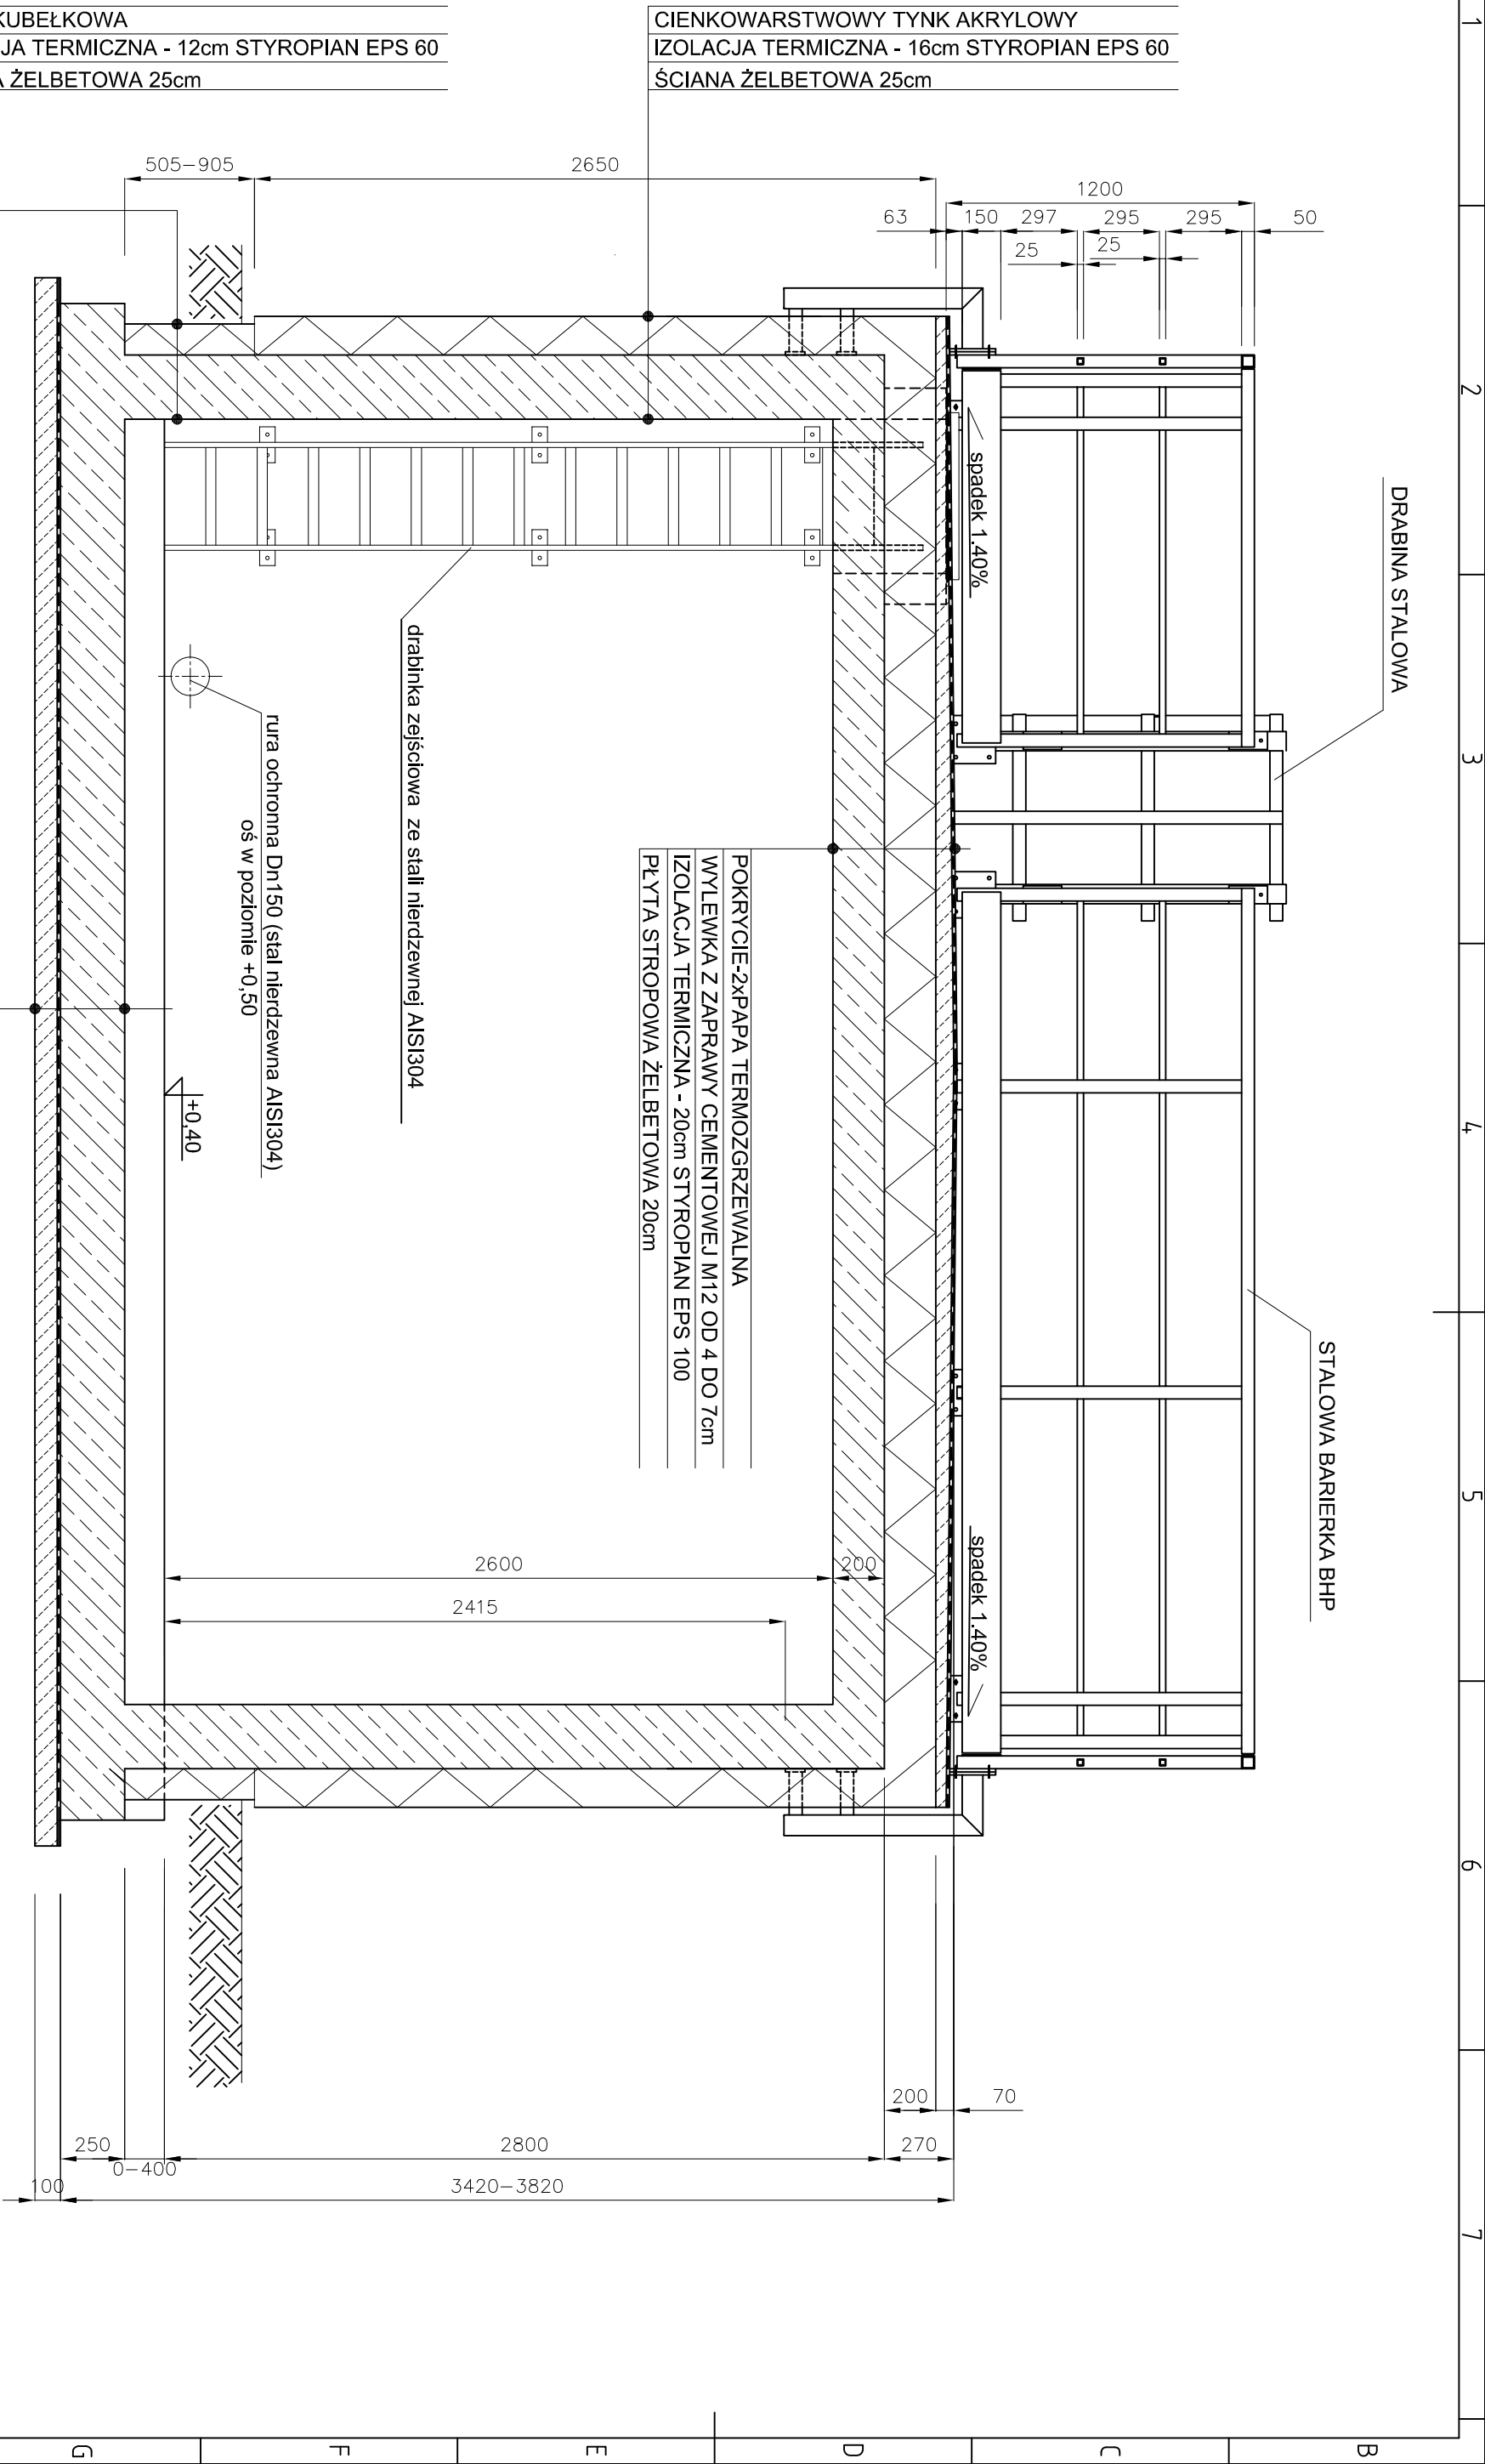 KUBEŁKOWA
JA TERMICZNA - 12cm STYROPIAN EPS 60
A ŻELBETOWA 25cm
CIENKOWARSTWOWY TYNK AKRYLOWY
IZOLACJA TERMICZNA - 16cm STYROPIAN EPS 60
ŚCIANA ŻELBETOWA 25cm
505-905
2650
1200
63
150
297
295
295
50
25
25
DRABINA STALOWA
STALOWA BARIERKA BHP
spadek 1.40%
spadek 1.40%
POKRYCIE-2xPAPA TERMOZGRZEWALNA
WYLEWKA Z ZAPRAWY CEMENTOWEJ M12 OD 4 DO 7cm
IZOLACJA TERMICZNA - 20cm STYROPIAN EPS 100
PŁYTA STROPOWA ŻELBETOWA 20cm
drabinka zejściowa ze stali nierdzewnej AISI304
rura ochronna Dn150 (stal nierdzewna AISI304)
oś w poziomie +0,50
+0,40
2600
200
2415
200
70
250
0-400
2800
270
100
3420-3820
1
2
3
4
5
6
7
G
F
E
D
C
B